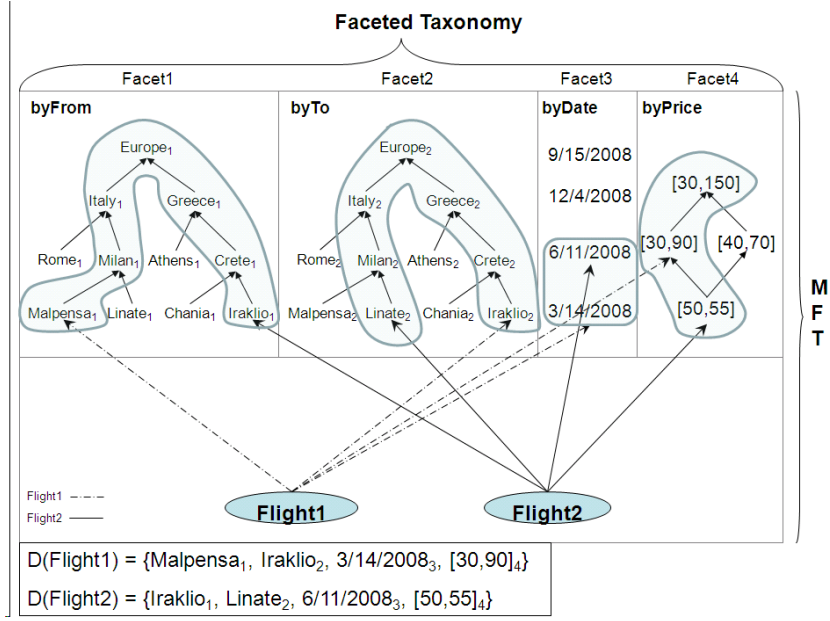 Faceted Taxonomy
Facet1 Facet2 Facet3 Facet4
byFrom byTo byDate byPrice
Europe₁ Europe₂ 9/15/2008
[30,150]
Italy₁ Greece₁ Italy₂ Greece₂ 12/4/2008
Rome₁ Milan₁ Athens₁ Crete₁ Rome₂ Milan₂ Athens₂ Crete₂ 6/11/2008 [30,90] [40,70]
Malpensa₁ Linate₁ Chania₁ Iraklio₁ Malpensa₂ Linate₂ Chania₂ Iraklio₂ 3/14/2008 [50,55]
M
F
T
Flight1
Flight2
Flight1 Flight2
D(Flight1) = {Malpensa₁, Iraklio₂, 3/14/2008₃, [30,90]₄}
D(Flight2) = {Iraklio₁, Linate₂, 6/11/2008₃, [50,55]₄}